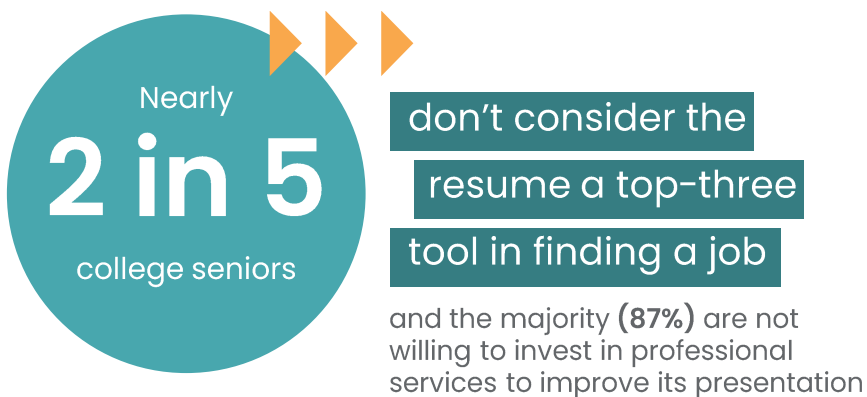 Nearly
2 in 5
college seniors
don’t consider the
resume a top-three
tool in finding a job
and the majority (87%) are not
willing to invest in professional
services to improve its presentation